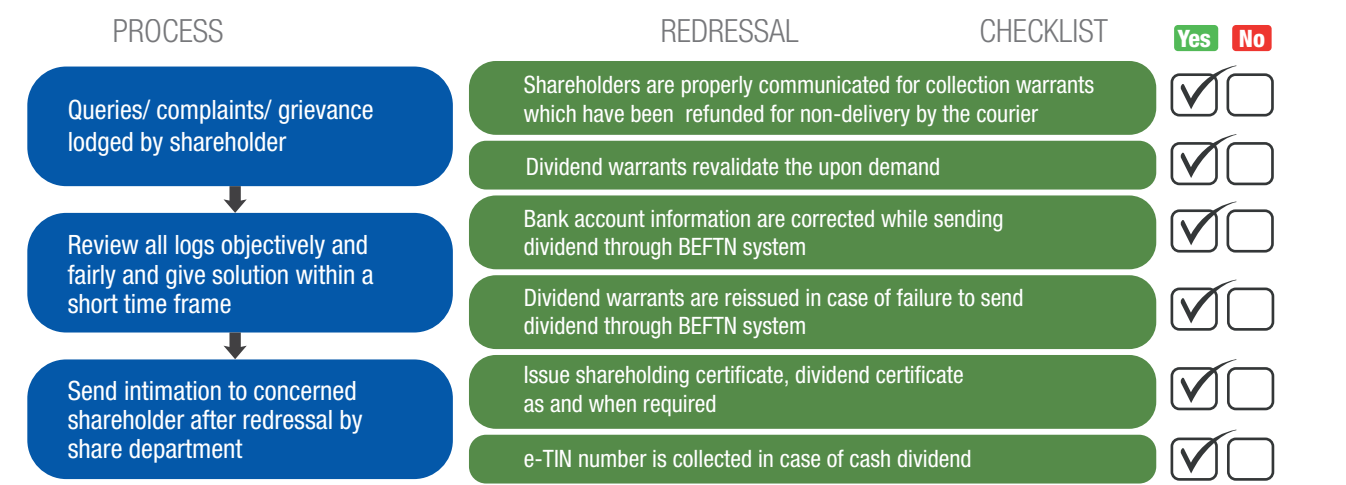 PROCESS
REDRESSAL CHECKLIST
Yes No
Queries/ complaints/ grievance
lodged by shareholder
Review all logs objectively and
fairly and give solution within a
short time frame
Send intimation to concerned
shareholder after redressal by
share department
Shareholders are properly communicated for collection warrants
which have been refunded for non-delivery by the courier
Dividend warrants revalidate the upon demand
Bank account information are corrected while sending
dividend through BEFTN system
Dividend warrants are reissued in case of failure to send
dividend through BEFTN system
Issue shareholding certificate, dividend certificate
as and when required
e-TIN number is collected in case of cash dividend